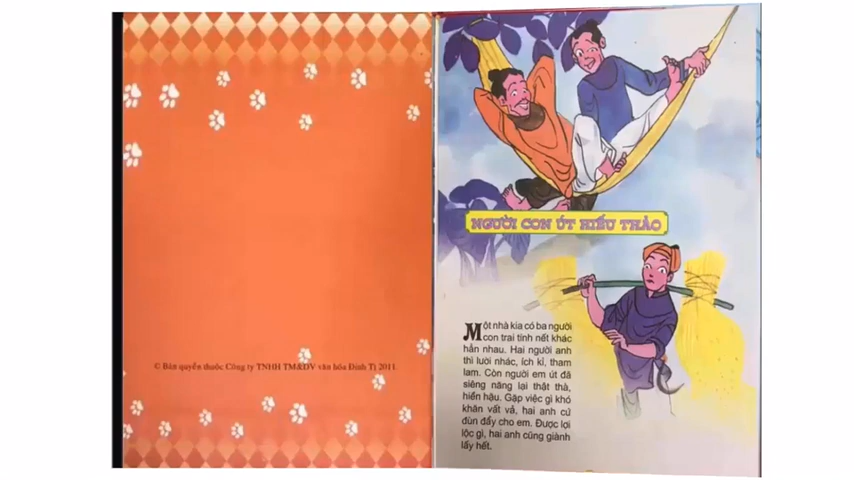 © Bản quyền thuộc Công ty TNHH TM&DV văn hóa Đinh Tị 2011.
NGƯỜI CON ÚT HIẾU THẢO
Một nhà kia có ba người
con trai tính nết khác
hẳn nhau. Hai người anh
thì lười nhác, ích kỉ, tham
lam. Còn người em út đã
siêng năng lại thật thà,
hiền hậu. Gặp việc gì khó
khăn vất vả, hai anh cứ
đùn đẩy cho em. Được lợi
lộc gì, hai anh cũng giành
lấy hết.